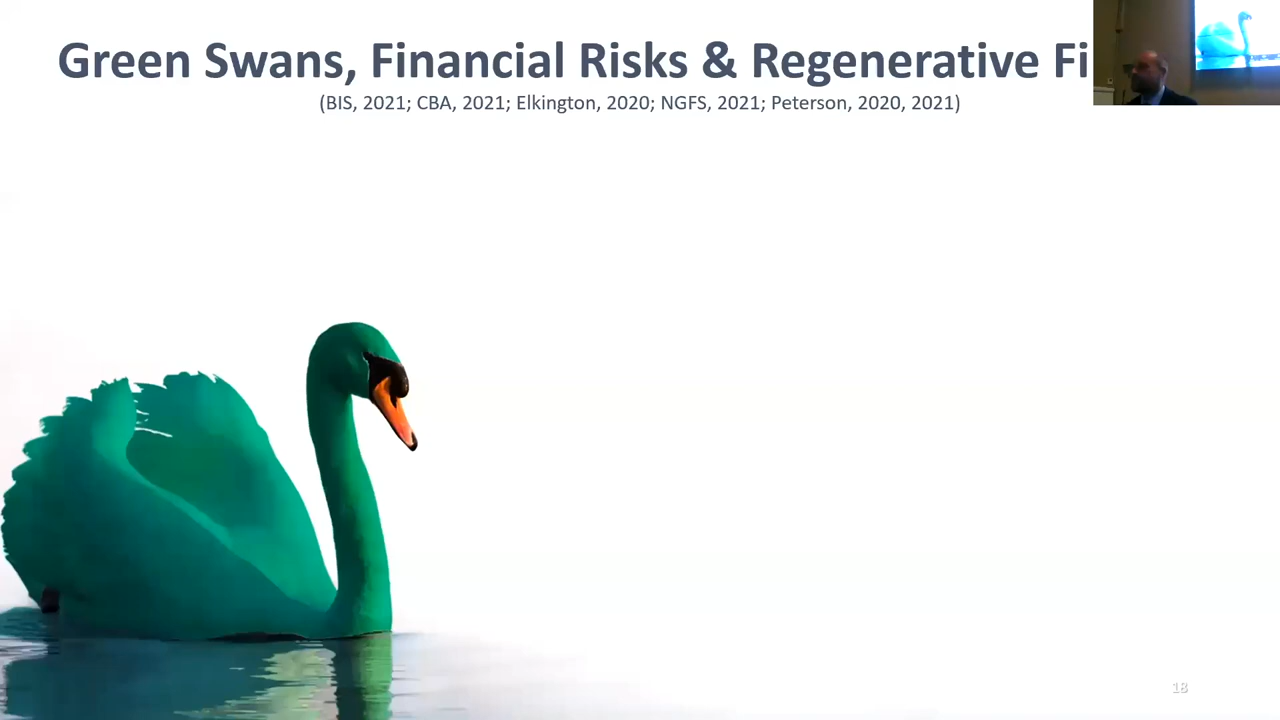 Green Swans, Financial Risks & Regenerative Fi
(BIS, 2021; CBA, 2021; Elkington, 2020; NGFS, 2021; Peterson, 2020, 2021)
18